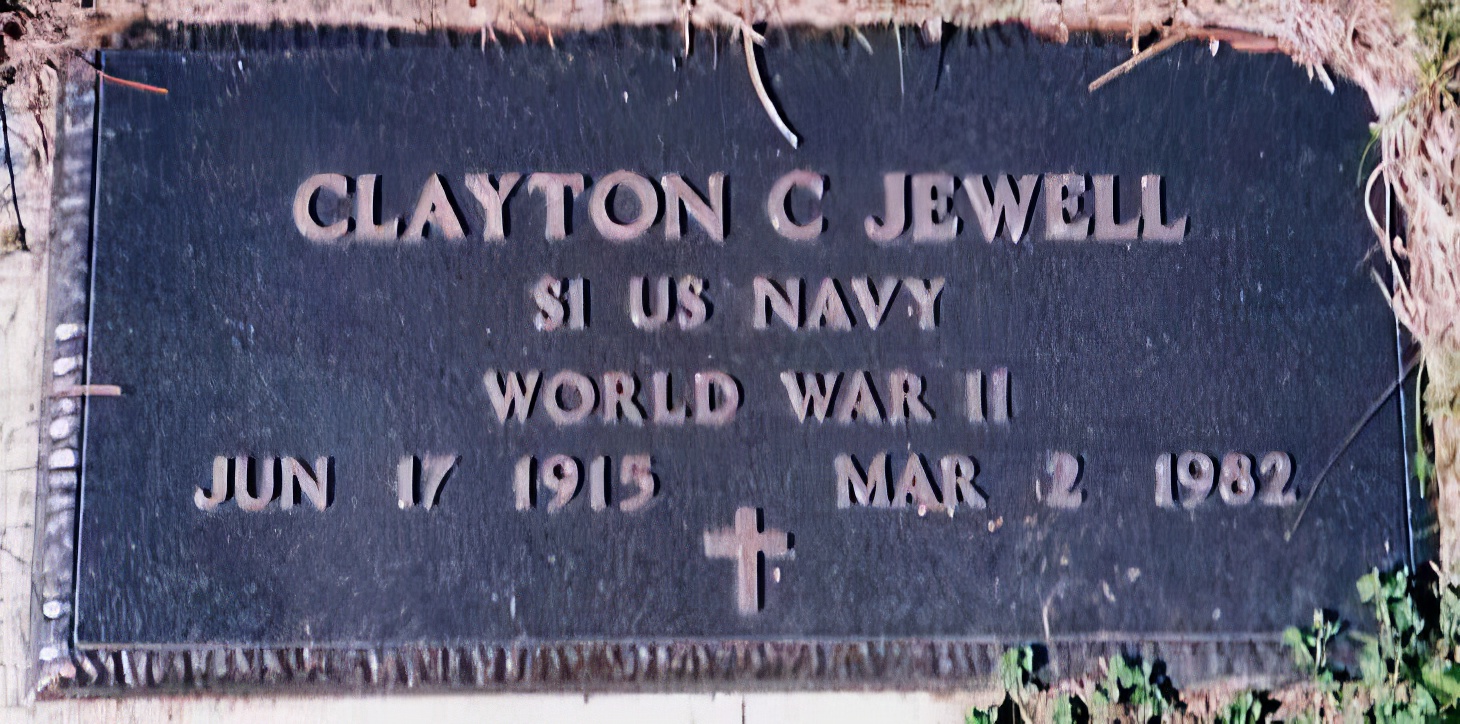 CLAYTON C JEWELL
S1 US NAVY
WORLD WAR II
JUN 17 1915 MAR 2 1982